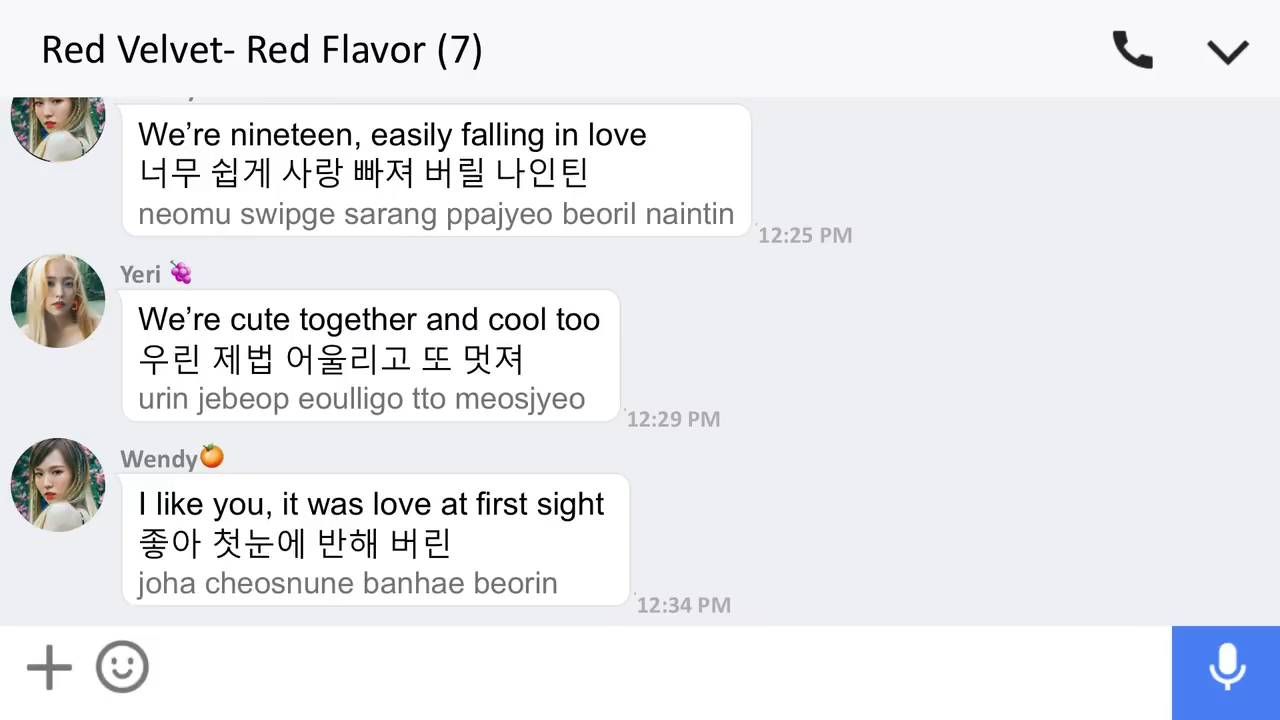 Red Velvet- Red Flavor (7)
We’re nineteen, easily falling in love
너무 쉽게 사랑 빠져 버릴 나인틴
neomu swipge sarang ppajyeo beoril naintin
12:25 PM
Yeri 🍇
We’re cute together and cool too
우린 제법 어울리고 또 멋져
urin jebeop eoulligo tto meosjyeo
12:29 PM
Wendy🍊
I like you, it was love at first sight
좋아 첫눈에 반해 버린
joha cheosnune banhae beorin
12:34 PM